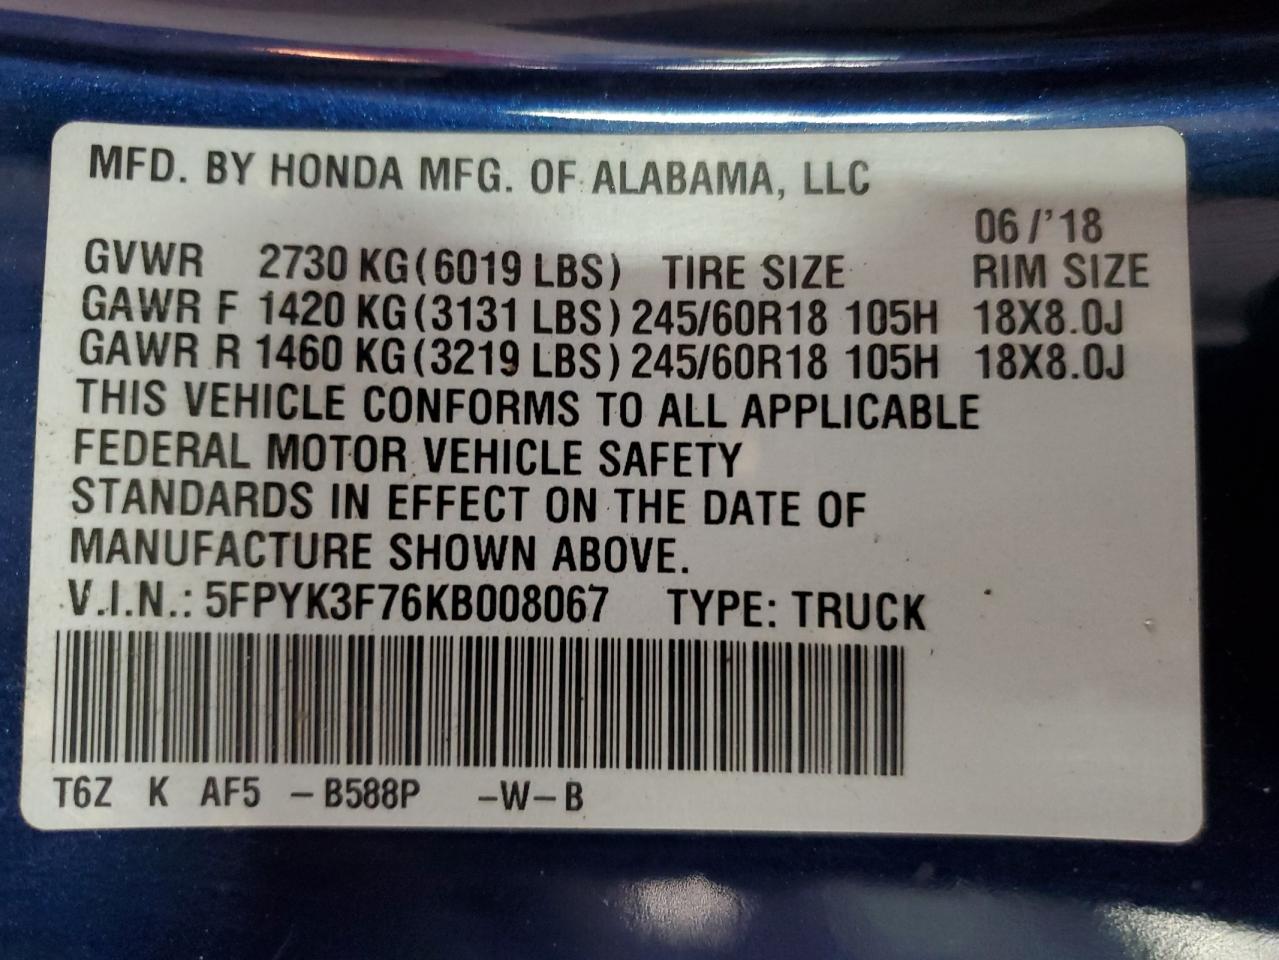 MFD. BY HONDA MFG. OF ALABAMA, LLC
06/'18
GVWR 2730 KG(6019 LBS) TIRE SIZE RIM SIZE
GAWR F 1420 KG(3131 LBS) 245/60R18 105H 18X8.0J
GAWR R 1460 KG(3219 LBS) 245/60R18 105H 18X8.0J
THIS VEHICLE CONFORMS TO ALL APPLICABLE
FEDERAL MOTOR VEHICLE SAFETY
STANDARDS IN EFFECT ON THE DATE OF
MANUFACTURE SHOWN ABOVE.
V.I.N.: 5FPYK3F76KB008067 TYPE: TRUCK
T6Z K AF5 -B588P -W-B